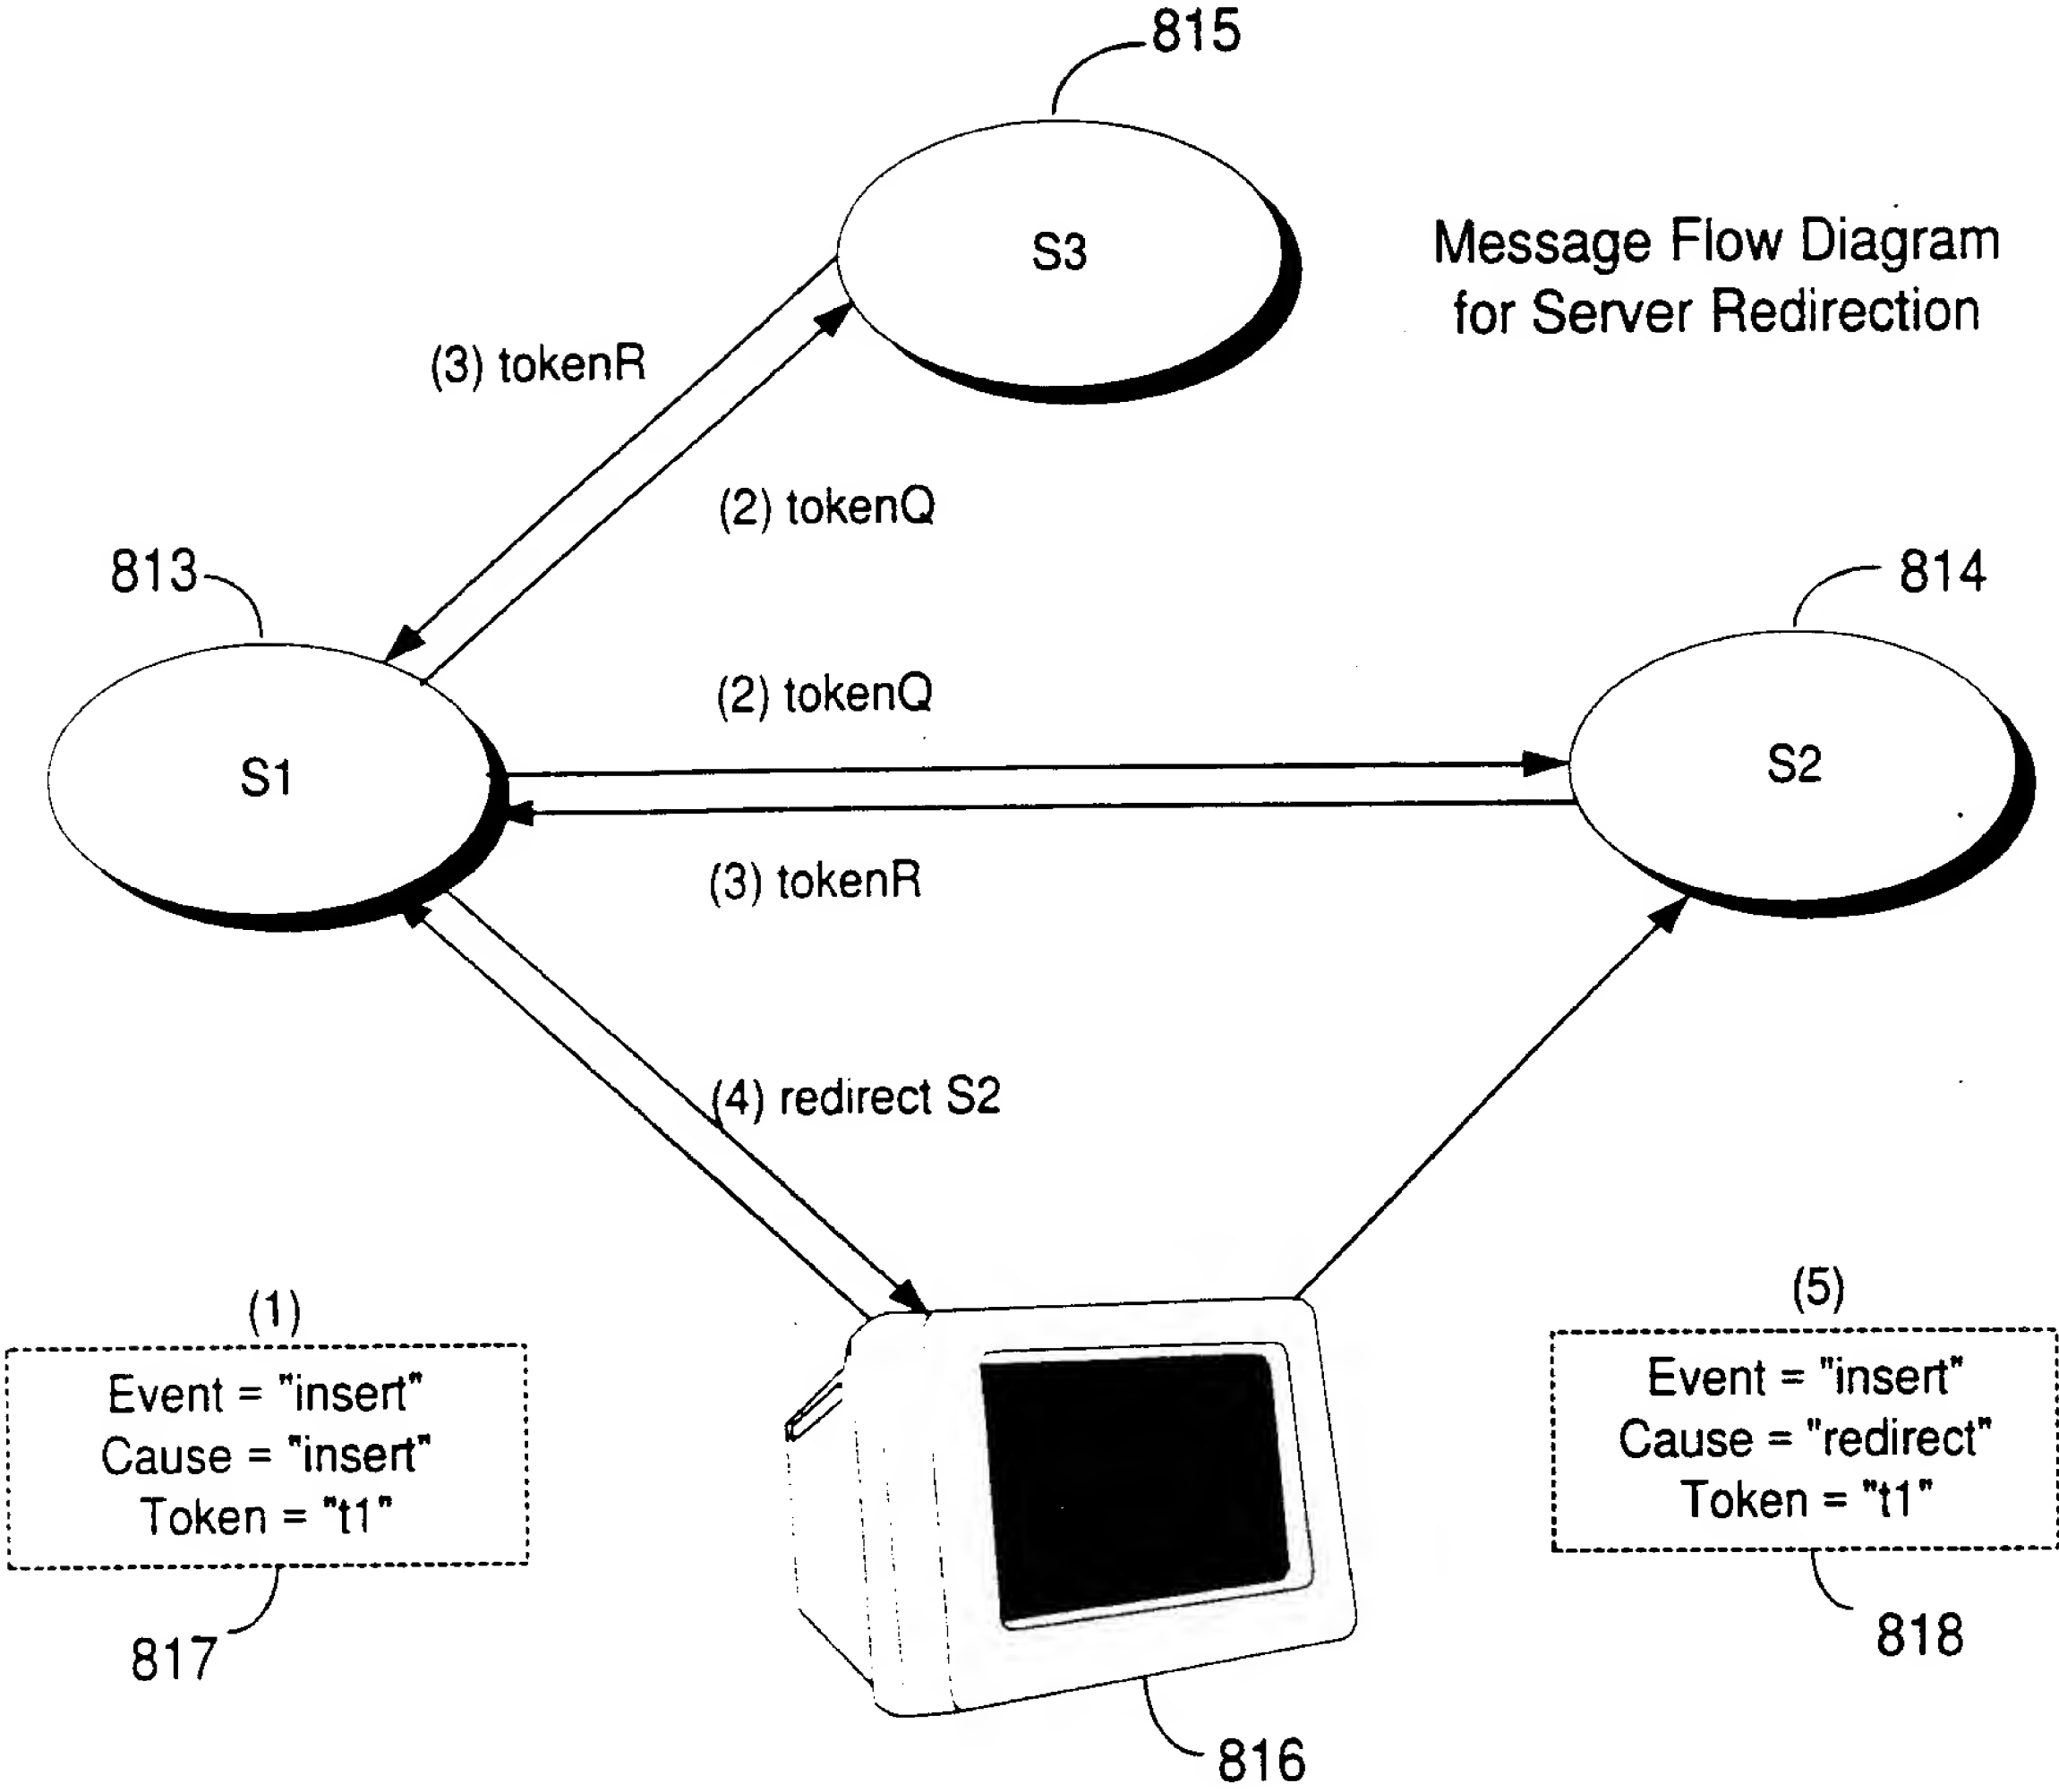 815
S3
Message Flow Diagram
for Server Redirection
(3) tokenR
(2) tokenQ
813
814
(2) tokenQ
S1
S2
(3) tokenR
(4) redirect S2
(1)
Event = "insert"
Cause = "insert"
Token = "t1"
817
(5)
Event = "insert"
Cause = "redirect"
Token = "t1"
818
816